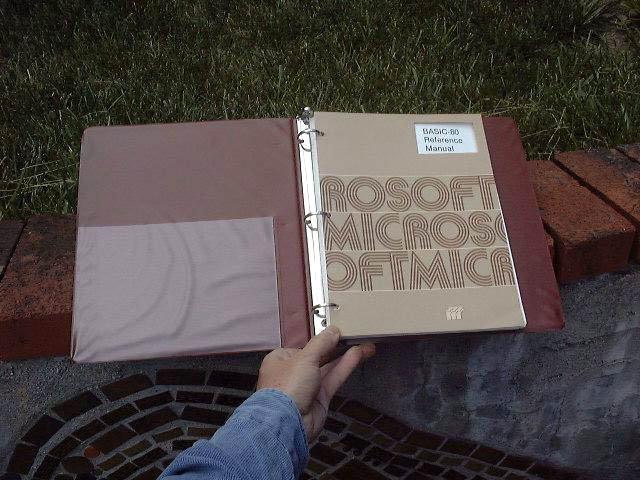 BASIC-80
Reference
Manual
ROSOFT
MICROSO
OFTMICR